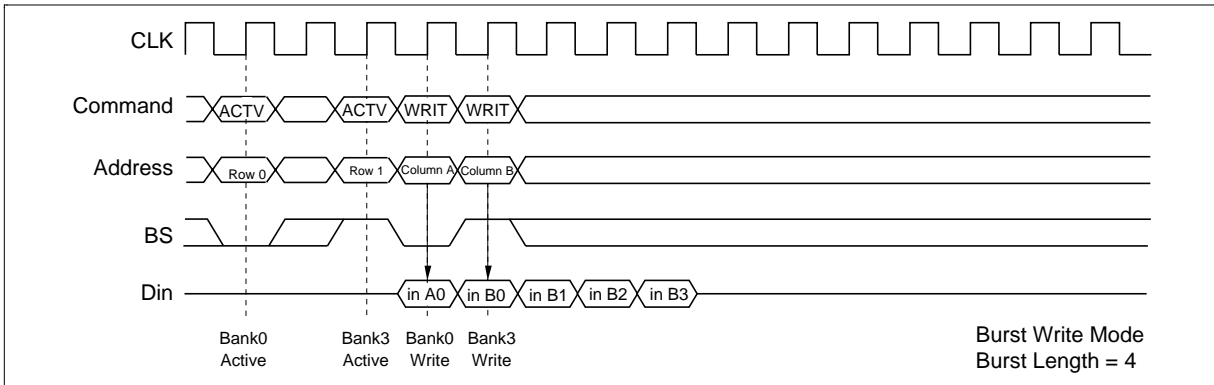 CLK
Command ACTV ACTV WRIT WRIT
Address Row 0 Row 1 Column A Column B
BS
Din in A0 in B0 in B1 in B2 in B3
Bank0 Bank3 Bank0 Bank3
Active Active Write Write
Burst Write Mode
Burst Length = 4